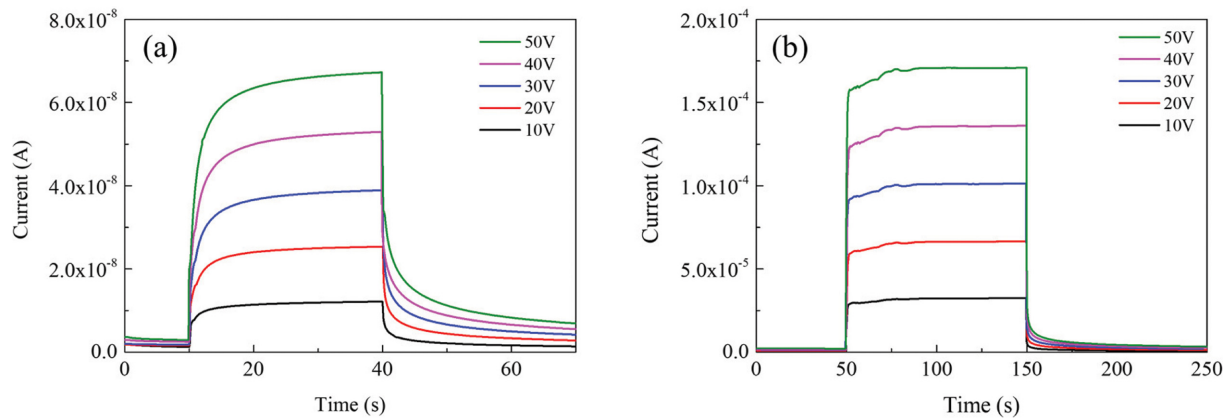 (a)
8.0x10⁻⁸
6.0x10⁻⁸
4.0x10⁻⁸
2.0x10⁻⁸
0.0
Current (A)
50V
40V
30V
20V
10V
0 20 40 60
Time (s)
(b)
2.0x10⁻⁴
1.5x10⁻⁴
1.0x10⁻⁴
5.0x10⁻⁵
0.0
Current (A)
50V
40V
30V
20V
10V
0 50 100 150 200 250
Time (s)